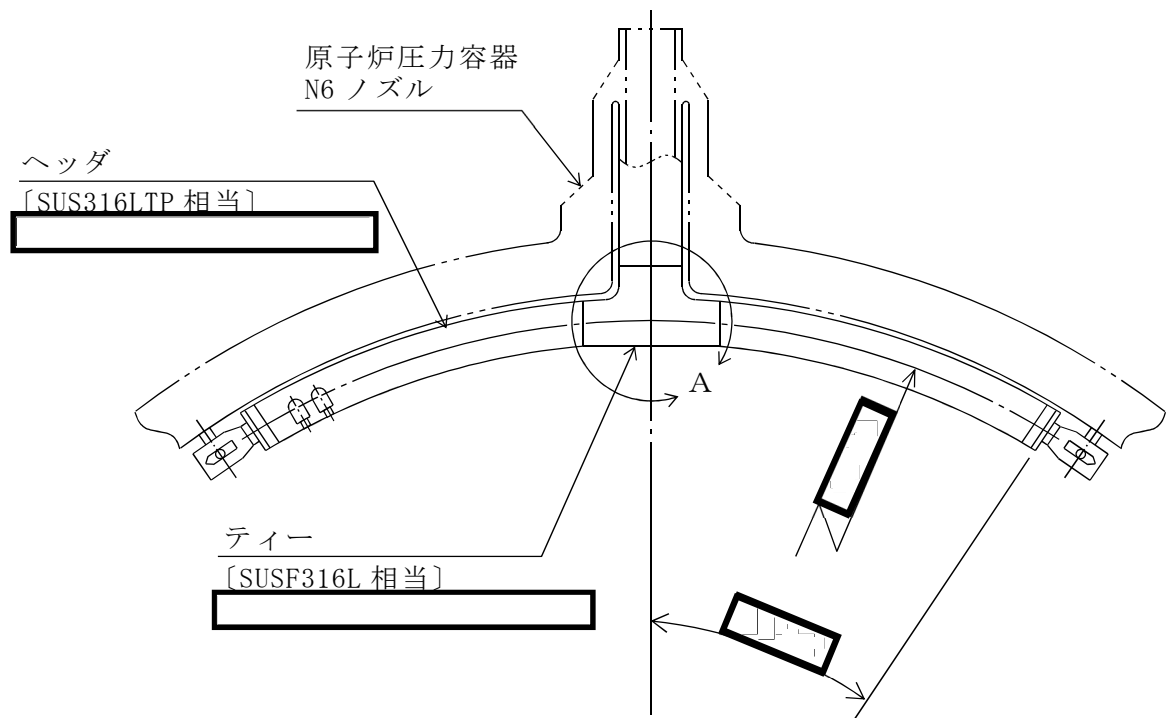 原子炉圧力容器
N6 ノズル
ヘッダ
〔SUS316LTP 相当〕
A
ティー
〔SUSF316L 相当〕